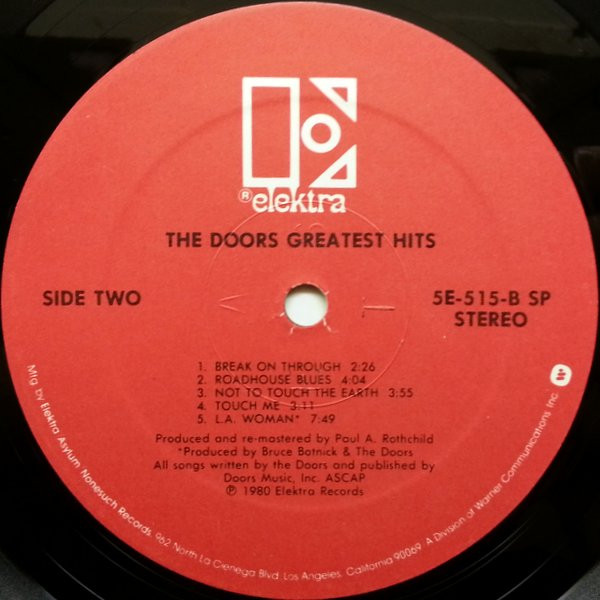 ® elektra
THE DOORS GREATEST HITS
SIDE TWO
5E-515-B SP
STEREO
1. BREAK ON THROUGH 2:26
2. ROADHOUSE BLUES 4:04
3. NOT TO TOUCH THE EARTH 3:55
4. TOUCH ME 3:11
5. L.A. WOMAN* 7:49
Produced and re-mastered by Paul A. Rothchild
*Produced by Bruce Botnick & The Doors
All songs written by the Doors and published by
Doors Music, Inc. ASCAP
℗ 1980 Elektra Records
Mfg. by Elektra Asylum Nonesuch Records, 962 North La Cienega Blvd. Los Angeles, California 90069. A Division of Warner Communications Inc.